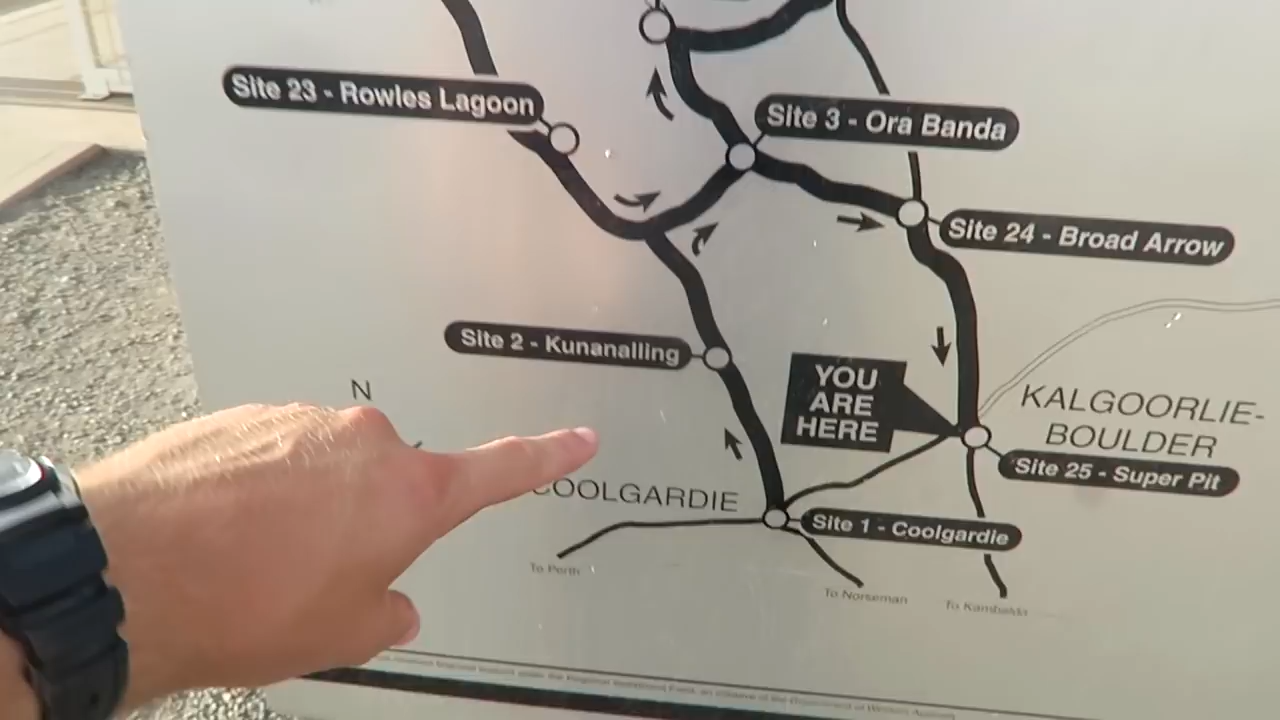 Site 23 - Rowles Lagoon
Site 3 - Ora Banda
Site 24 - Broad Arrow
Site 2 - Kunanalling
YOU
ARE
HERE
KALGOORLIE-
BOULDER
Site 25 - Super Pit
N
COOLGARDIE
Site 1 - Coolgardie
To Perth
To Norseman
To Kambalda